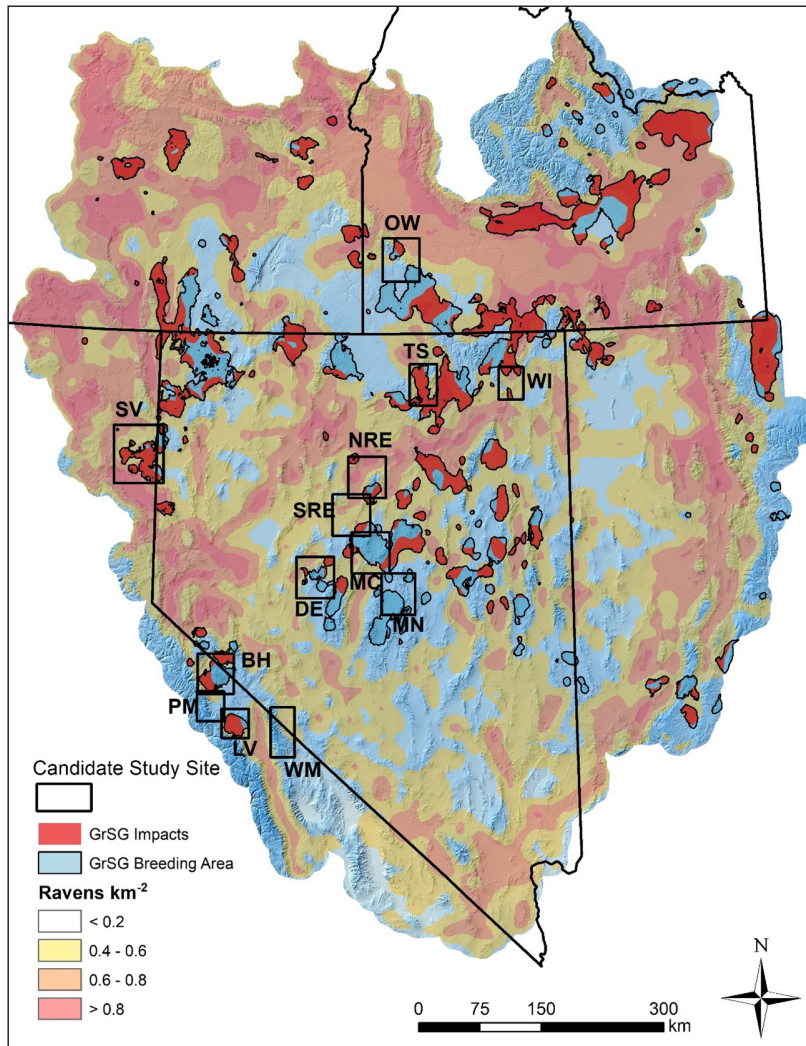 OW
TS
WI
SV
NRE
SRE
MC
DE
MN
BH
PM
LV
WM
Candidate Study Site
GrSG Impacts
GrSG Breeding Area
Ravens km-2
< 0.2
0.4 - 0.6
0.6 - 0.8
> 0.8
N
0 75 150 300
km